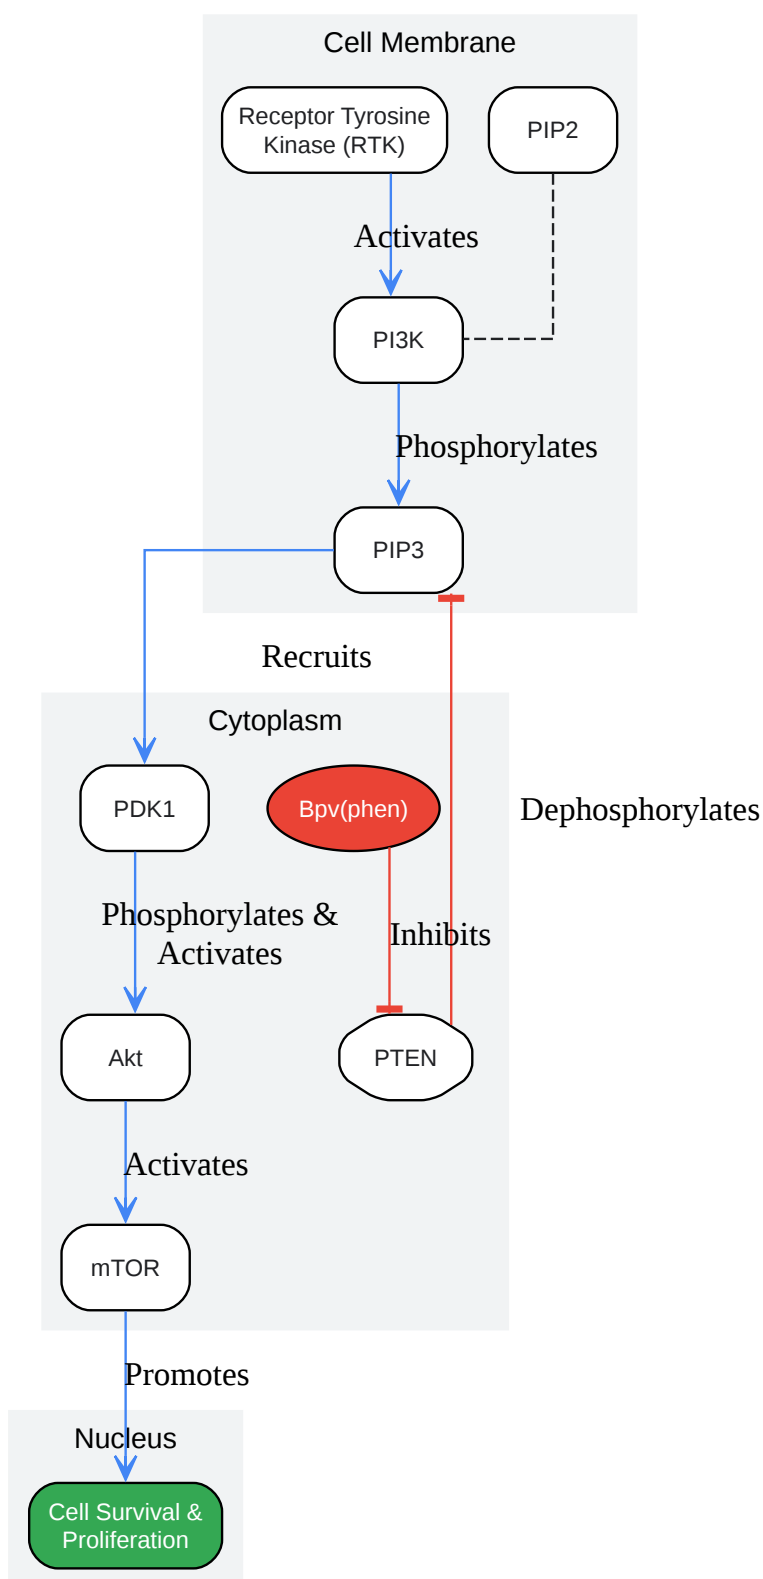 Cell Membrane
Receptor Tyrosine
Kinase (RTK)
PIP2
Activates
PI3K
Phosphorylates
PIP3
Recruits
Cytoplasm
PDK1
Bpv(phen)
Dephosphorylates
Phosphorylates &
Activates
Inhibits
Akt
PTEN
Activates
mTOR
Promotes
Nucleus
Cell Survival &
Proliferation